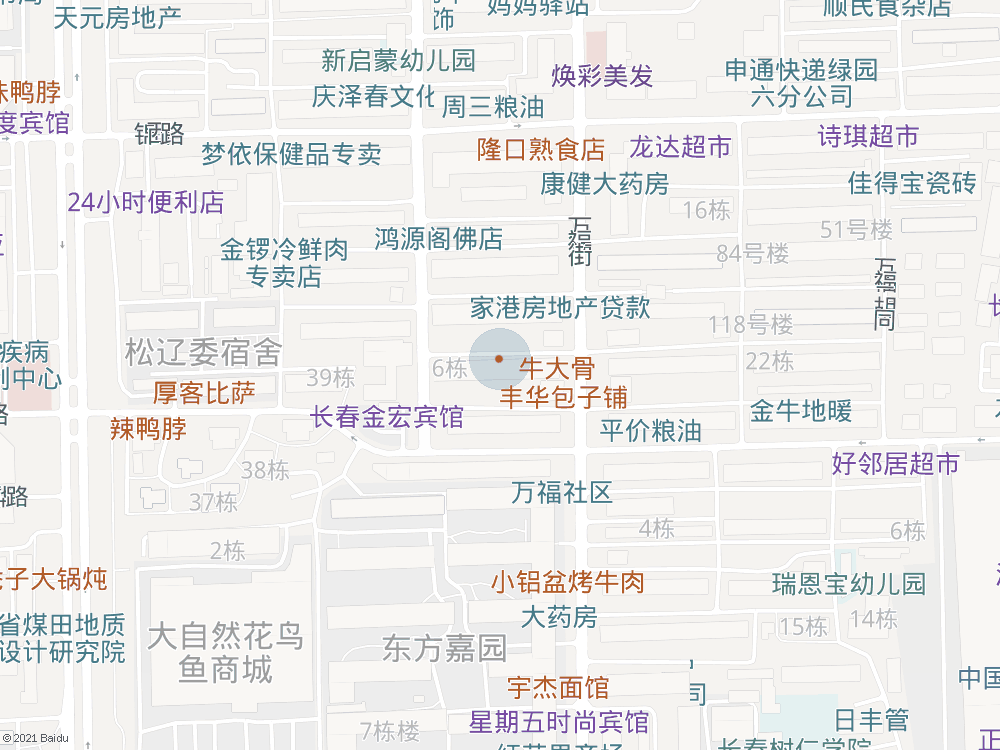 妈妈驿站
顺民食杂店
天元房地产
饰
新启蒙幼儿园
焕彩美发
申通快递绿园
六分公司
辣鸭脖
庆泽春文化
周三粮油
度宾馆
诗琪超市
梦依保健品专卖
隆口熟食店
龙达超市
康健大药房
佳得宝瓷砖
24小时便利店
16栋
万福街
51号楼
鸿源阁佛店
金锣冷鲜肉
专卖店
84号楼
万福胡同
家港房地产贷款
118号楼
疾病
制中心
松辽委宿舍
6栋
牛大骨
22栋
39栋
厚客比萨
丰华包子铺
长春金宏宾馆
金牛地暖
辣鸭脖
平价粮油
38栋
好邻居超市
路
万福社区
37栋
4栋
6栋
2栋
子大锅炖
小铝盆烤牛肉
瑞恩宝幼儿园
大药房
省煤田地质
设计研究院
大自然花鸟
鱼商城
东方嘉园
15栋
14栋
中国
宇杰面馆
司
星期五时尚宾馆
7栋楼
日丰管
长春树仁学院
正
© 2021 Baidu